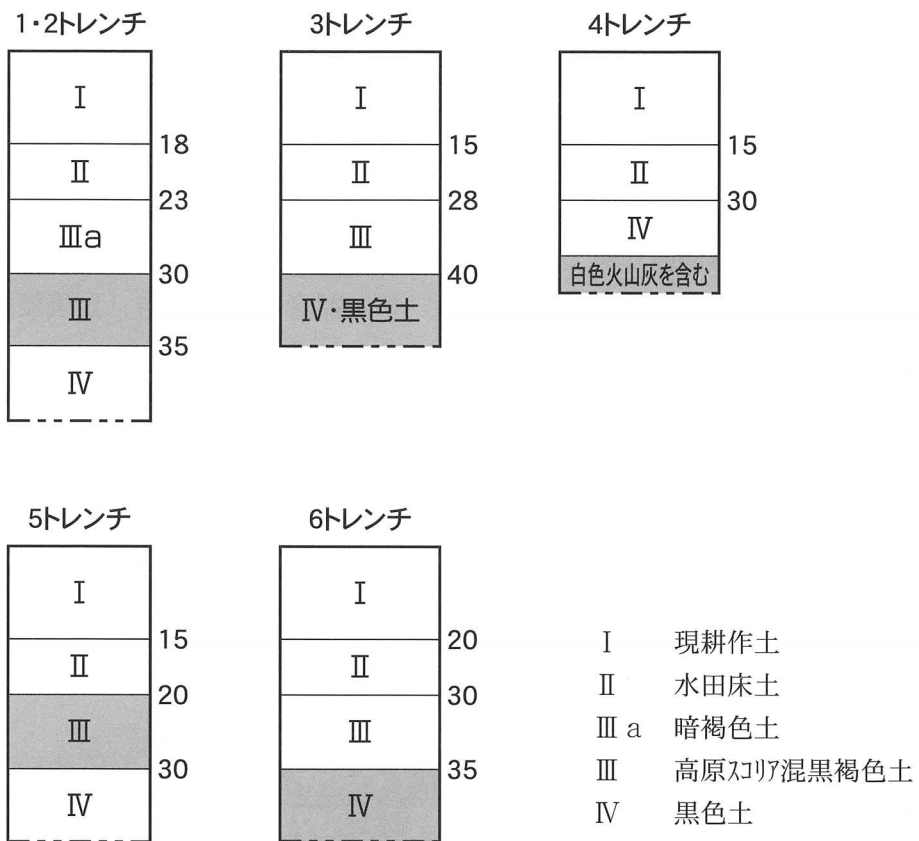 1・2トレンチ
Ⅰ
18
Ⅱ
23
Ⅲa
30
Ⅲ
35
Ⅳ
3トレンチ
Ⅰ
15
Ⅱ
28
Ⅲ
40
Ⅳ・黒色土
4トレンチ
Ⅰ
15
Ⅱ
30
Ⅳ
白色火山灰を含む
5トレンチ
Ⅰ
15
Ⅱ
20
Ⅲ
30
Ⅳ
6トレンチ
Ⅰ
20
Ⅱ
30
Ⅲ
35
Ⅳ
Ⅰ 現耕作土
Ⅱ 水田床土
Ⅲa 暗褐色土
Ⅲ 高原スコリア混黒褐色土
Ⅳ 黒色土